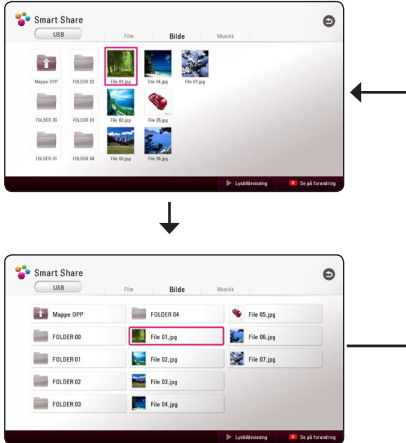 Smart Share
USB Film Bilde Musikk
Mappe OPP FOLDER 02 File 01.jpg File 04.jpg File 07.jpg
FOLDER 00 FOLDER 03 File 02.jpg File 05.jpg
FOLDER 01 FOLDER 04 File 03.jpg File 06.jpg
Lysbildevisning Se på forandring
Smart Share
USB Film Bilde Musikk
Mappe OPP FOLDER 04 File 05.jpg
FOLDER 00 File 01.jpg File 06.jpg
FOLDER 01 File 02.jpg File 07.jpg
FOLDER 02 File 03.jpg
FOLDER 03 File 04.jpg
Lysbildevisning Se på forandring